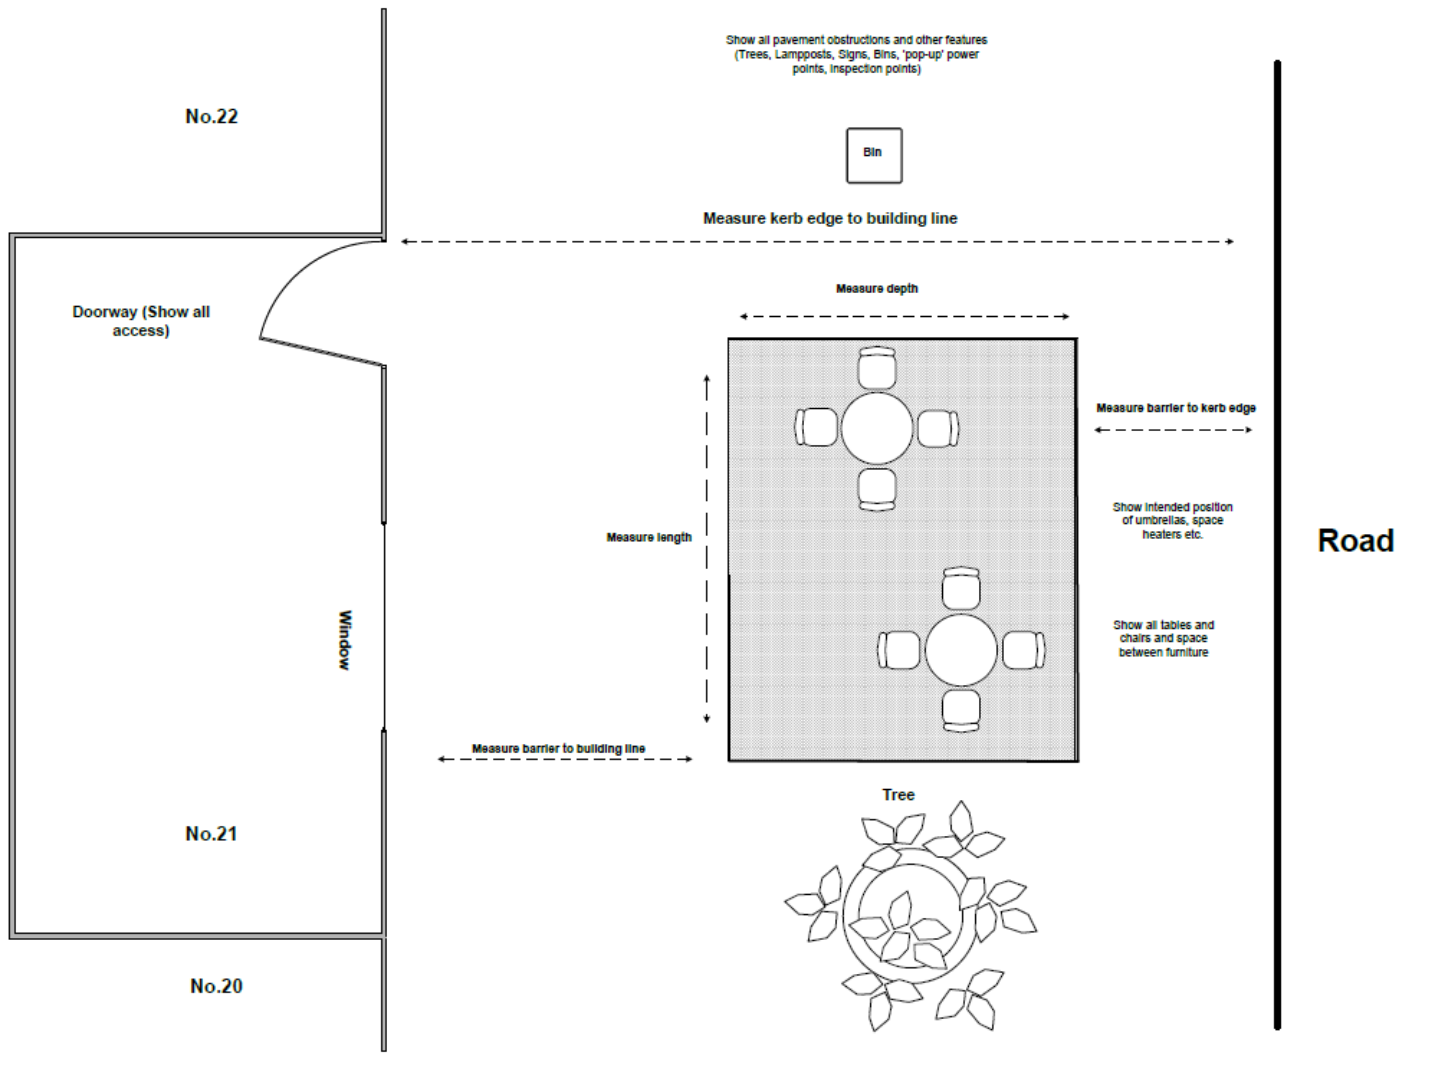 Show all pavement obstructions and other features
(Trees, Lampposts, Signs, Bins, 'pop-up' power
points, inspection points)
No.22
Bin
Measure kerb edge to building line
Measure depth
Doorway (Show all
access)
Measure barrier to kerb edge
Show intended position
of umbrellas, space
heaters etc.
Measure length
Road
Window
Show all tables and
chairs and space
between furniture
Measure barrier to building line
Tree
No.21
No.20